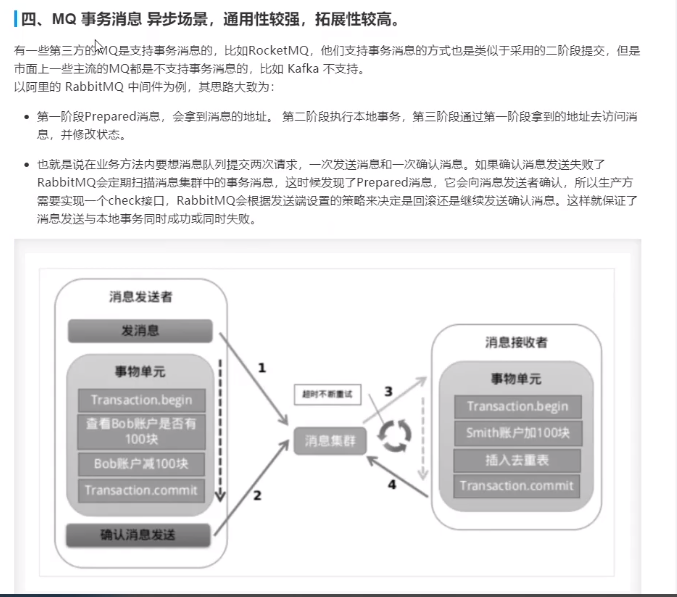 四、MQ 事务消息 异步场景，通用性较强，拓展性较高。
有一些第三方的MQ是支持事务消息的，比如RocketMQ，他们支持事务消息的方式也是类似于采用的二阶段提交，但是
市面上一些主流的MQ都是不支持事务消息的，比如 Kafka 不支持。
以阿里的 RabbitMQ 中间件为例，其思路大致为：
• 第一阶段Prepared消息，会拿到消息的地址。 第二阶段执行本地事务，第三阶段通过第一阶段拿到的地址去访问消
息，并修改状态。
• 也就是说在业务方法内要想消息队列提交两次请求，一次发送消息和一次确认消息。如果确认消息发送失败了
RabbitMQ会定期扫描消息集群中的事务消息，这时候发现了Prepared消息，它会向消息发送者确认，所以生产方
需要实现一个check接口，RabbitMQ会根据发送端设置的策略来决定是回滚还是继续发送确认消息。这样就保证了
消息发送与本地事务同时成功或同时失败。
消息发送者
发消息
事物单元
Transaction.begin
查看Bob账户是否有
100块
Bob账户减100块
Transaction.commit
确认消息发送
1
2
超时不断重试
消息集群
3
4
消息接收者
事物单元
Transaction.begin
Smith账户加100块
插入去重表
Transaction.commit